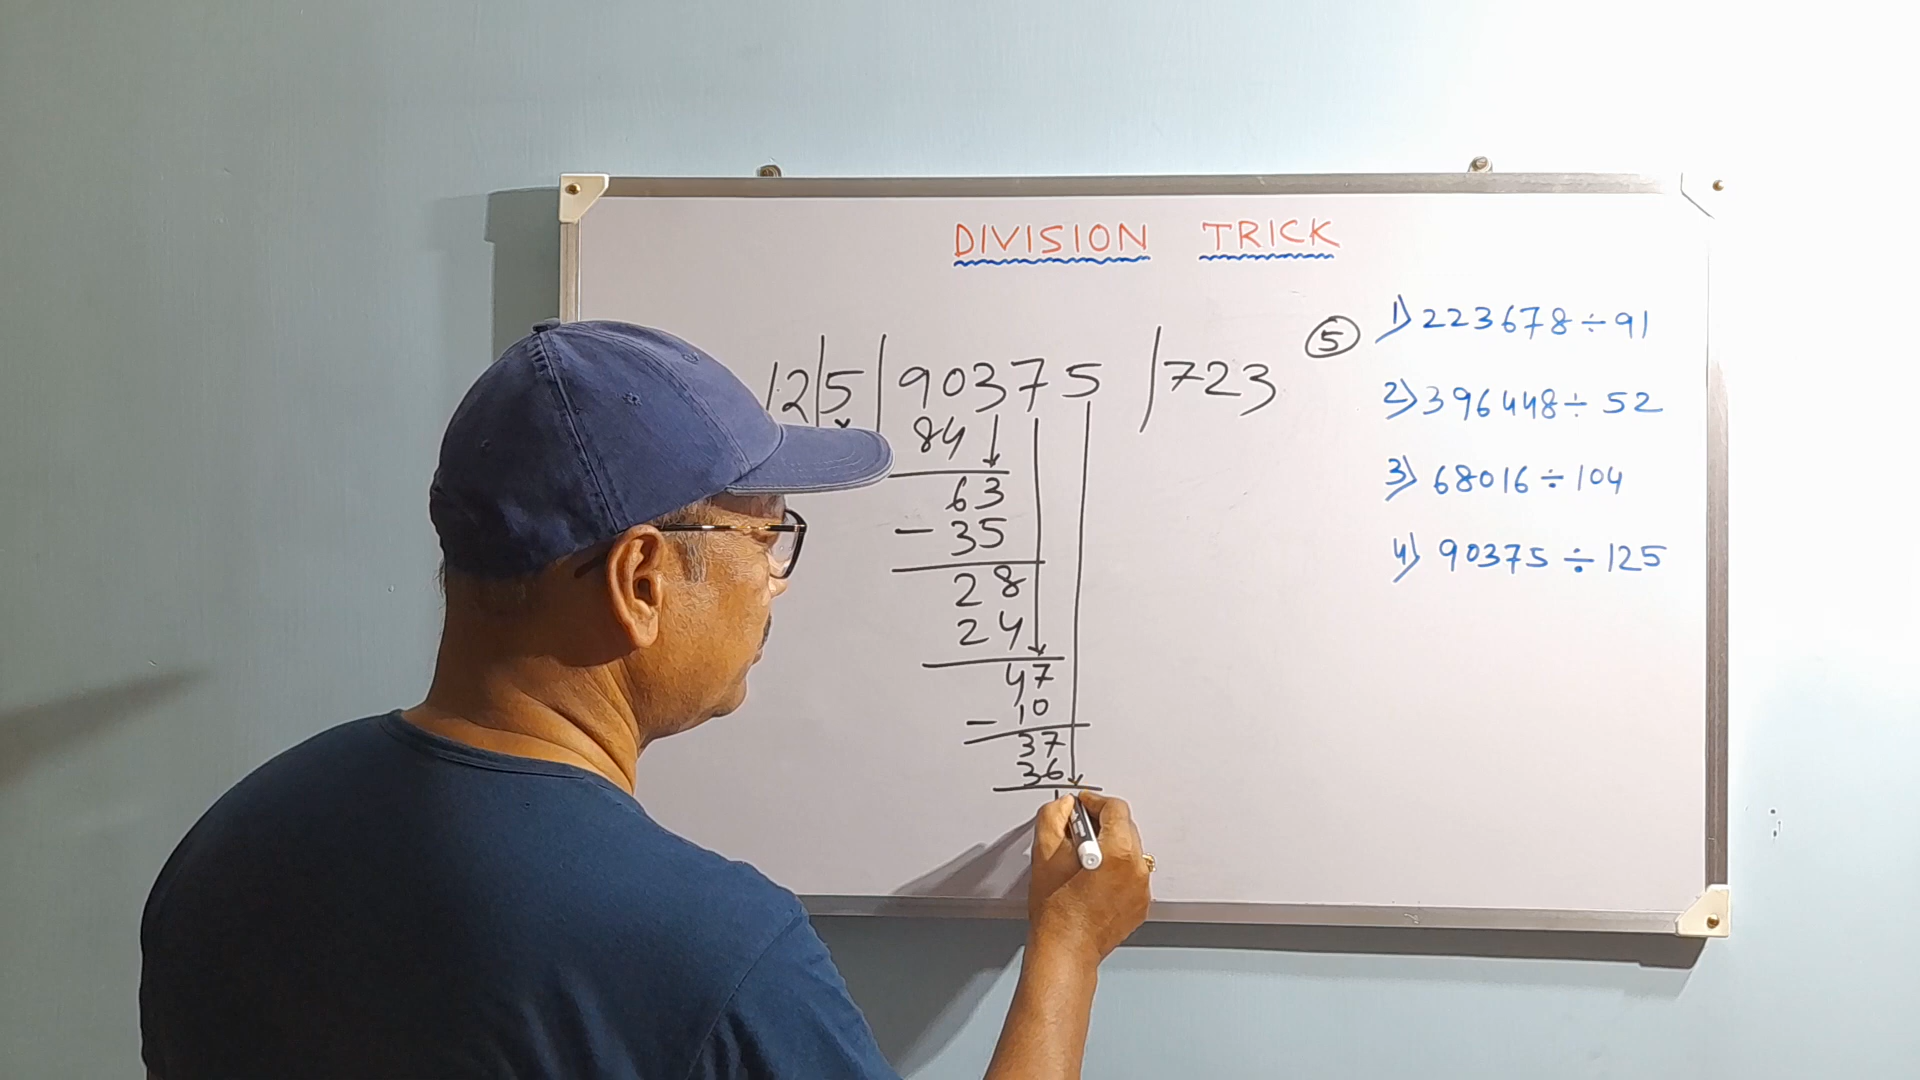 DIVISION TRICK
12|5|90375|723
84
63
- 35
28
24
47
- 10
37
36
1
5
1) 223678 ÷ 91
2) 396448 ÷ 52
3) 68016 ÷ 104
4) 90375 ÷ 125